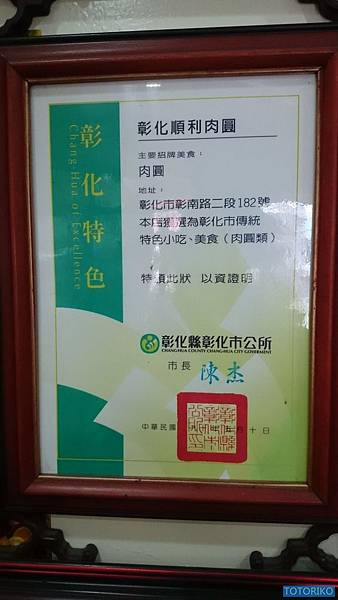 彰化特色
Chang-Hua of Excellence
彰化順利肉圓
主要招牌美食：
肉圓
地址：
彰化市彰南路二段182號
本店獲選為彰化市傳統
特色小吃、美食（肉圓類）
特頒此狀 以資證明
彰化縣彰化市公所
CHANGHUA COUNTY CHANGHUA CITY GOVERMENT
市長 陳杰
中華民國 年五月十日
TOTORIKO